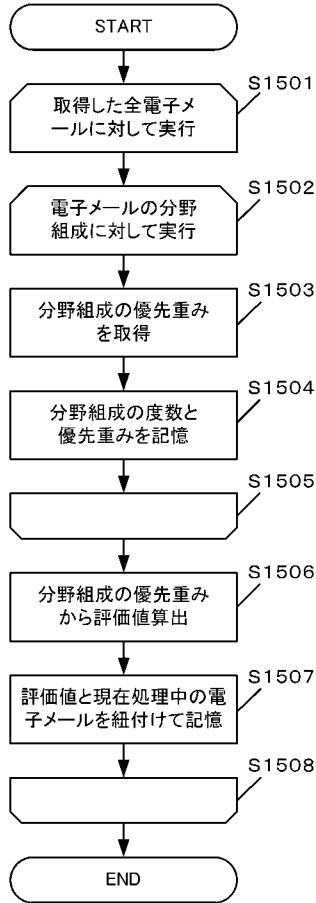 START
S1501
取得した全電子メ
ールに対して実行
S1502
電子メールの分野
組成に対して実行
S1503
分野組成の優先重み
を取得
S1504
分野組成の度数と
優先重みを記憶
S1505
S1506
分野組成の優先重み
から評価値算出
S1507
評価値と現在処理中の電
子メールを紐付けて記憶
S1508
END